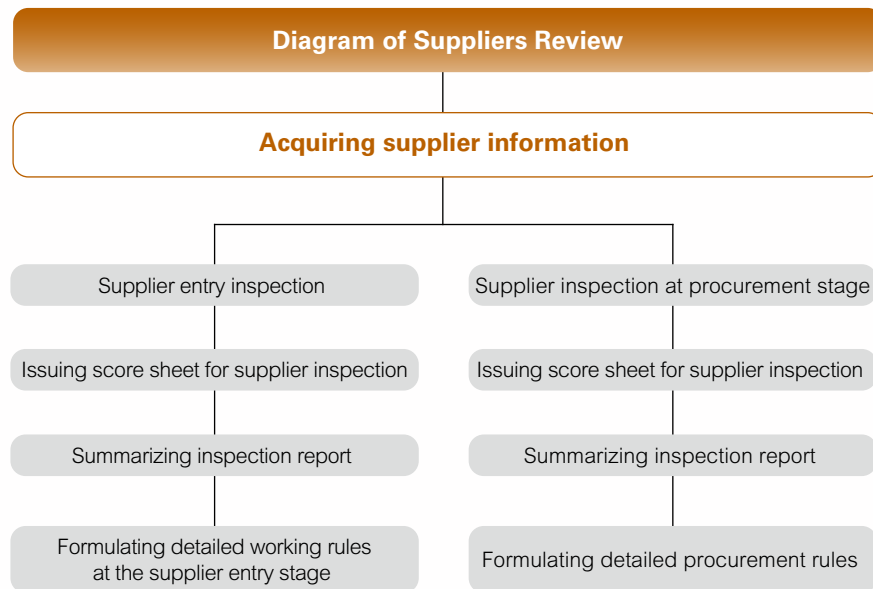 Diagram of Suppliers Review
Acquiring supplier information
Supplier entry inspection
Issuing score sheet for supplier inspection
Summarizing inspection report
Formulating detailed working rules
at the supplier entry stage
Supplier inspection at procurement stage
Issuing score sheet for supplier inspection
Summarizing inspection report
Formulating detailed procurement rules